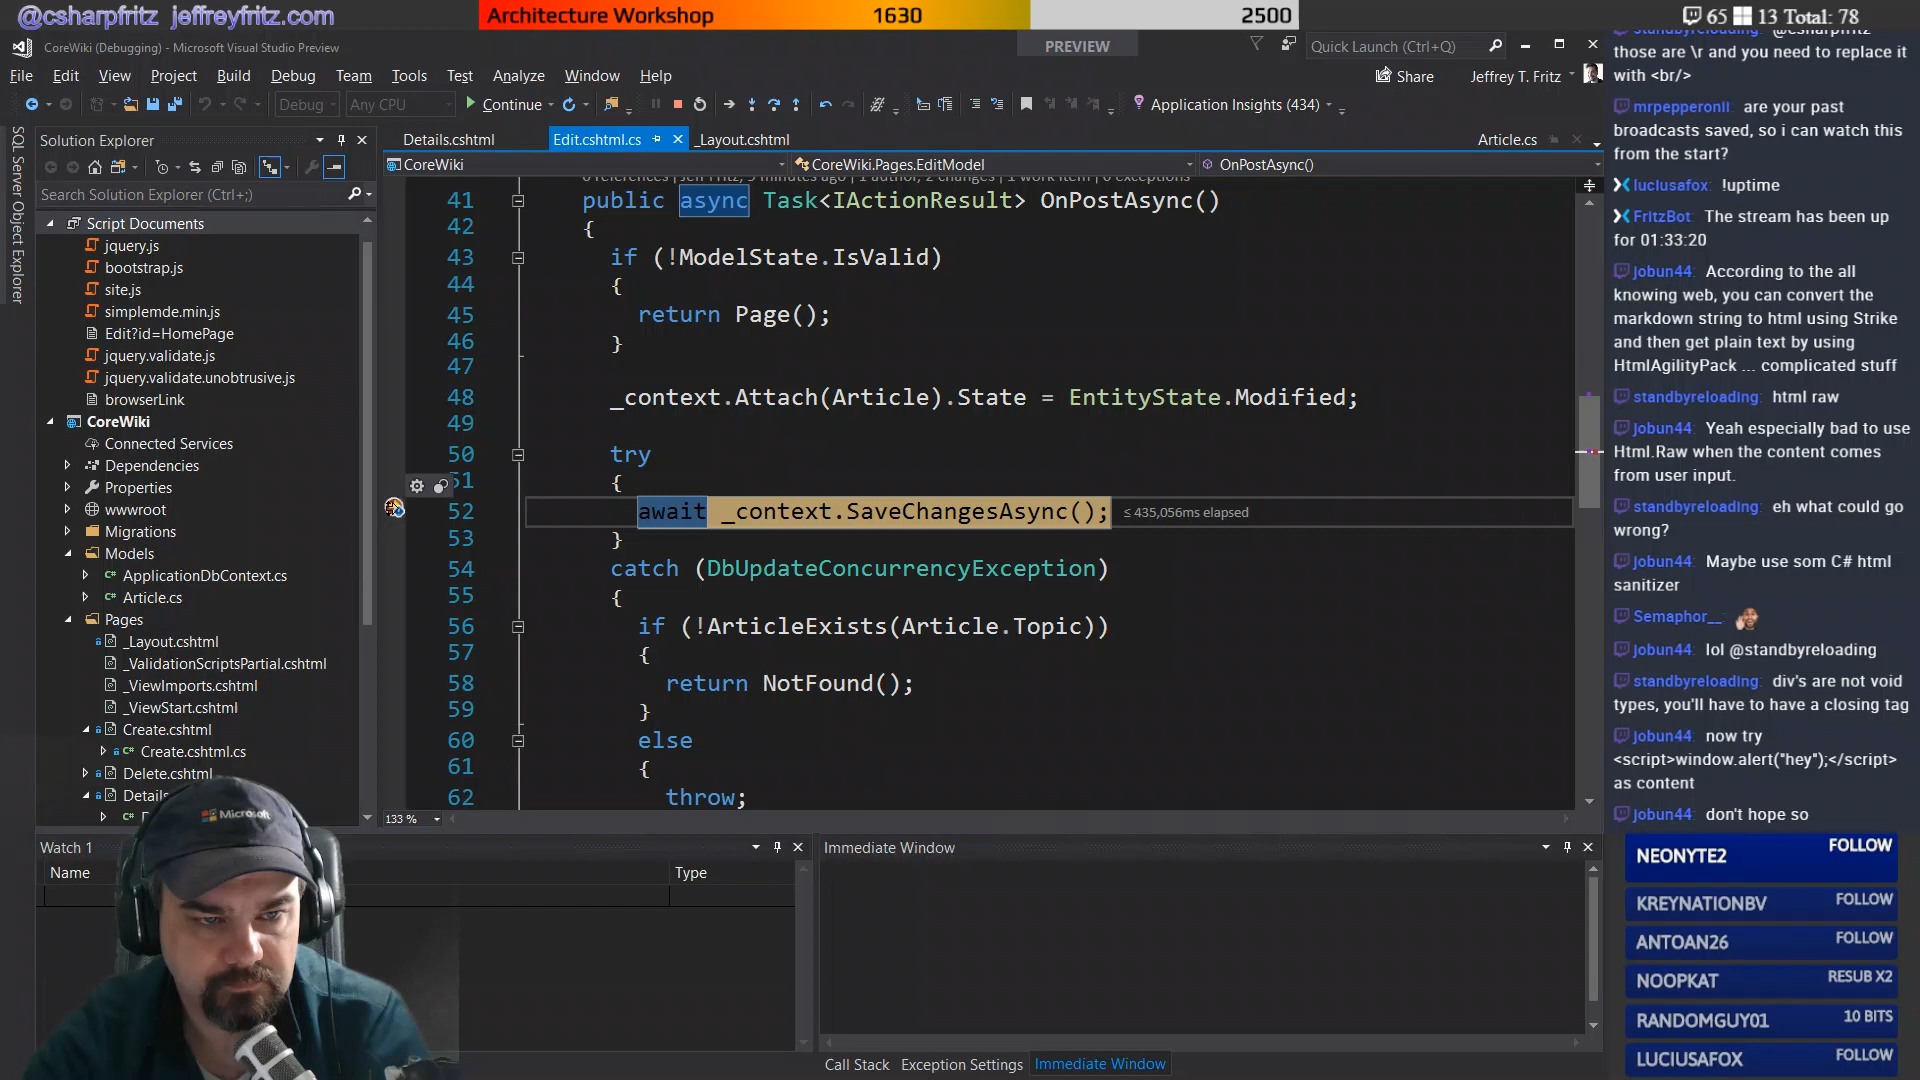 @csharpfritz jeffreyfritz.com
Architecture Workshop 1630 2500
65 13 Total: 78
CoreWiki (Debugging) - Microsoft Visual Studio Preview
PREVIEW
Quick Launch (Ctrl+Q)
File Edit View Project Build Debug Team Tools Test Analyze Window Help
Share Jeffrey T. Fritz
Debug Any CPU Continue Application Insights (434)
SQL Server Object Explorer
Solution Explorer
Search Solution Explorer (Ctrl+;)
Script Documents
jquery.js
bootstrap.js
site.js
simplemde.min.js
Edit?id=HomePage
jquery.validate.js
jquery.validate.unobtrusive.js
browserLink
CoreWiki
Connected Services
Dependencies
Properties
wwwroot
Migrations
Models
ApplicationDbContext.cs
Article.cs
Pages
_Layout.cshtml
_ValidationScriptsPartial.cshtml
_ViewImports.cshtml
_ViewStart.cshtml
Create.cshtml
Create.cshtml.cs
Delete.cshtml
Details
Details.cshtml Edit.cshtml.cs _Layout.cshtml Article.cs
CoreWiki CoreWiki.Pages.EditModel OnPostAsync()
41 public async Task<IActionResult> OnPostAsync()
42 {
43 if (!ModelState.IsValid)
44 {
45 return Page();
46 }
47
48 _context.Attach(Article).State = EntityState.Modified;
49
50 try
51 {
52 await _context.SaveChangesAsync(); ≤ 435,056ms elapsed
53 }
54 catch (DbUpdateConcurrencyException)
55 {
56 if (!ArticleExists(Article.Topic))
57 {
58 return NotFound();
59 }
60 else
61 {
62 throw;
133 %
Watch 1
Name Type
Immediate Window
Call Stack Exception Settings Immediate Window
standbyreloading: @csharpfritz
those are \r and you need to replace it
with <br/>
mrpepperonII: are your past
broadcasts saved, so i can watch this
from the start?
luciusafox: !uptime
FritzBot: The stream has been up
for 01:33:20
jobun44: According to the all
knowing web, you can convert the
markdown string to html using Strike
and then get plain text by using
HtmlAgilityPack ... complicated stuff
standbyreloading: html raw
jobun44: Yeah especially bad to use
Html.Raw when the content comes
from user input.
standbyreloading: eh what could go
wrong?
jobun44: Maybe use som C# html
sanitizer
Semaphor__:
jobun44: lol @standbyreloading
standbyreloading: div's are not void
types, you'll have to have a closing tag
jobun44: now try
<script>window.alert("hey");</script>
as content
jobun44: don't hope so
NEONYTE2 FOLLOW
KREYNATIONBV FOLLOW
ANTOAN26 FOLLOW
NOOPKAT RESUB X2
RANDOMGUY01 10 BITS
LUCIUSAFOX FOLLOW
Microsoft